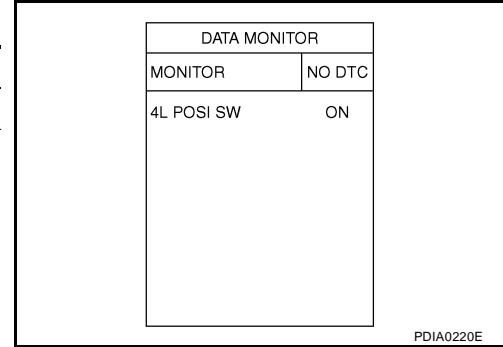 DATA MONITOR
MONITOR NO DTC
4L POSI SW ON
PDIA0220E